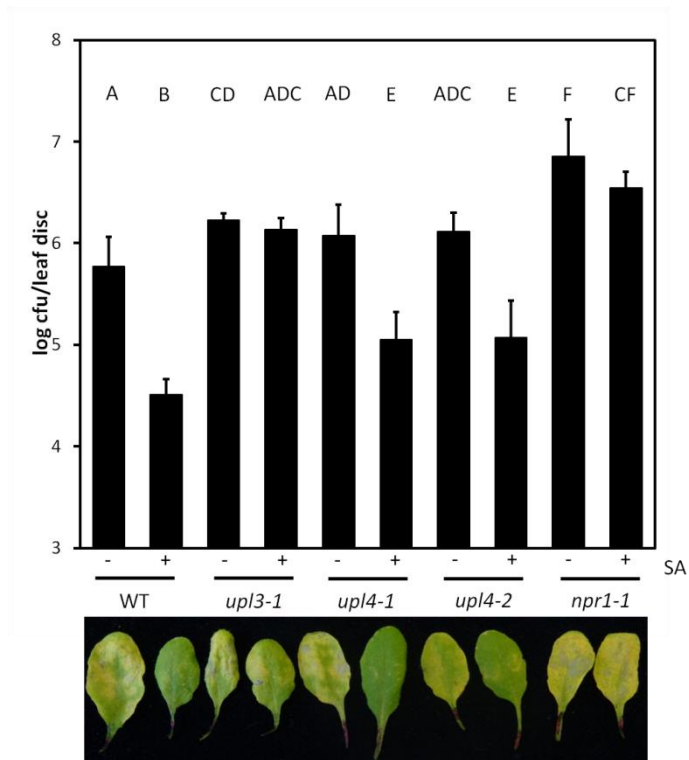 8
A B CD ADC AD E ADC E F CF
7
6
log cfu/leaf disc
5
4
3
- + - + - + - + - + SA
WT upl3-1 upl4-1 upl4-2 npr1-1